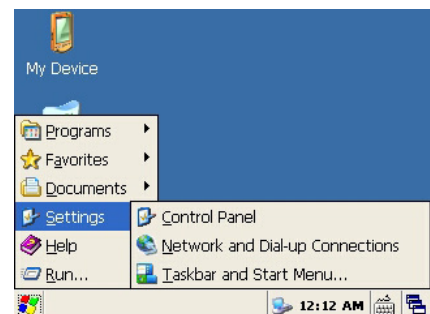 My Device
Programs
Favorites
Documents
Settings
Help
Run...
Control Panel
Network and Dial-up Connections
Taskbar and Start Menu...
12:12 AM